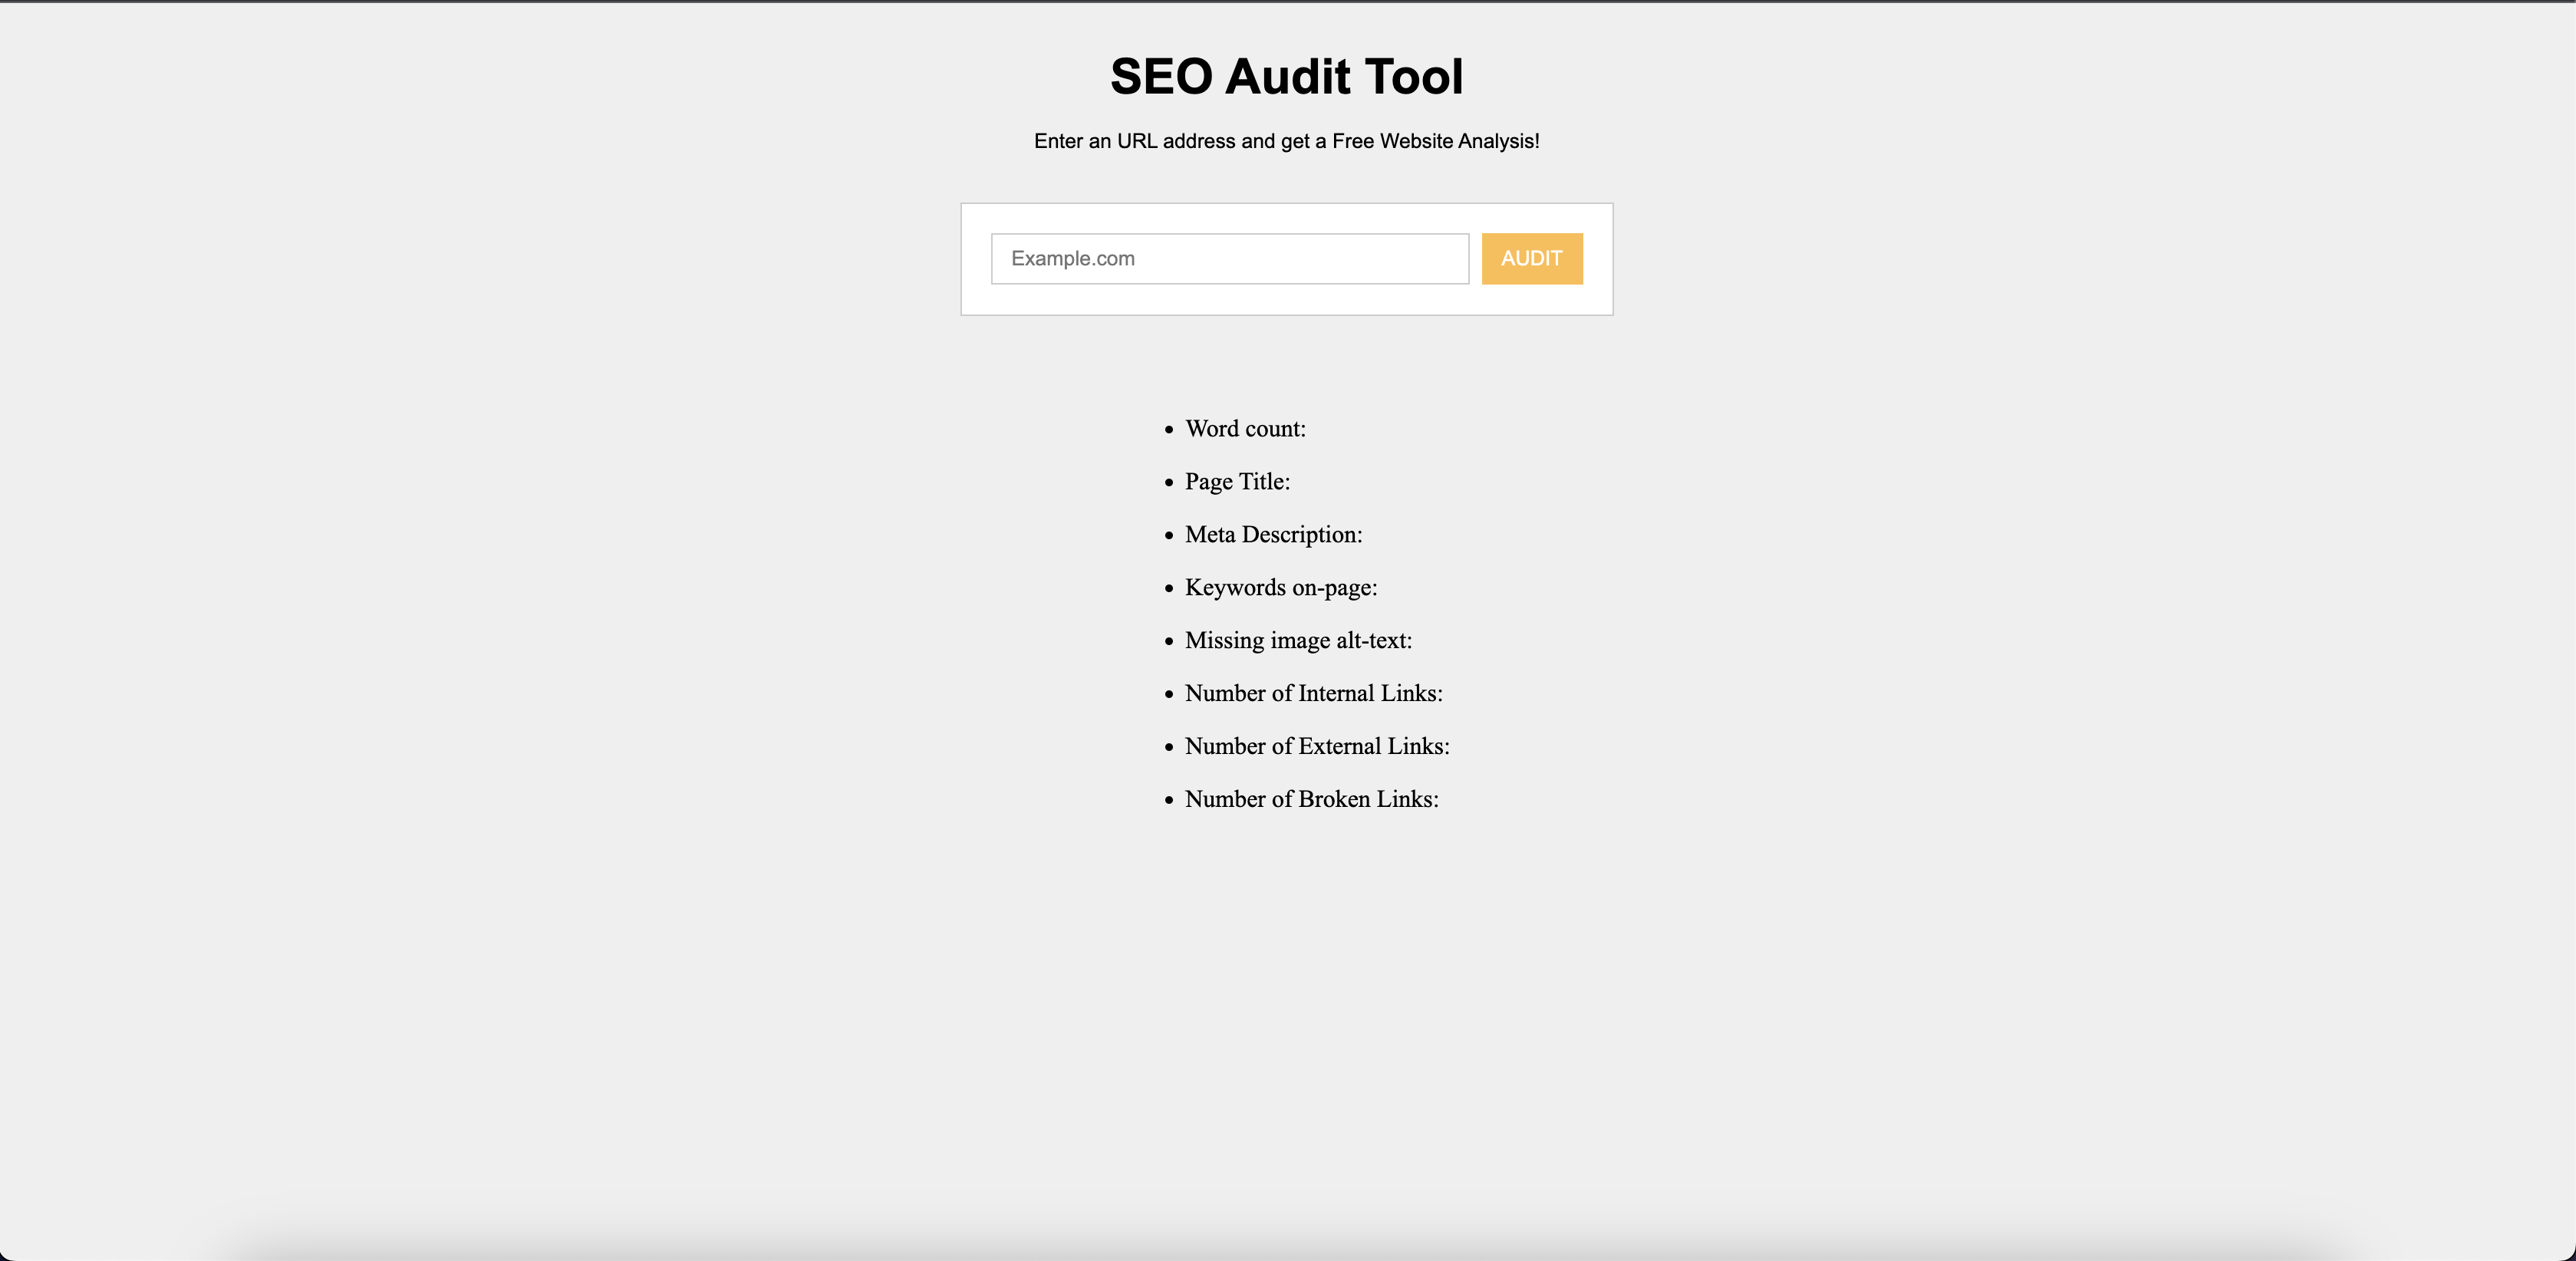 SEO Audit Tool
Enter an URL address and get a Free Website Analysis!
Example.com
AUDIT
Word count:
Page Title:
Meta Description:
Keywords on-page:
Missing image alt-text:
Number of Internal Links:
Number of External Links:
Number of Broken Links: